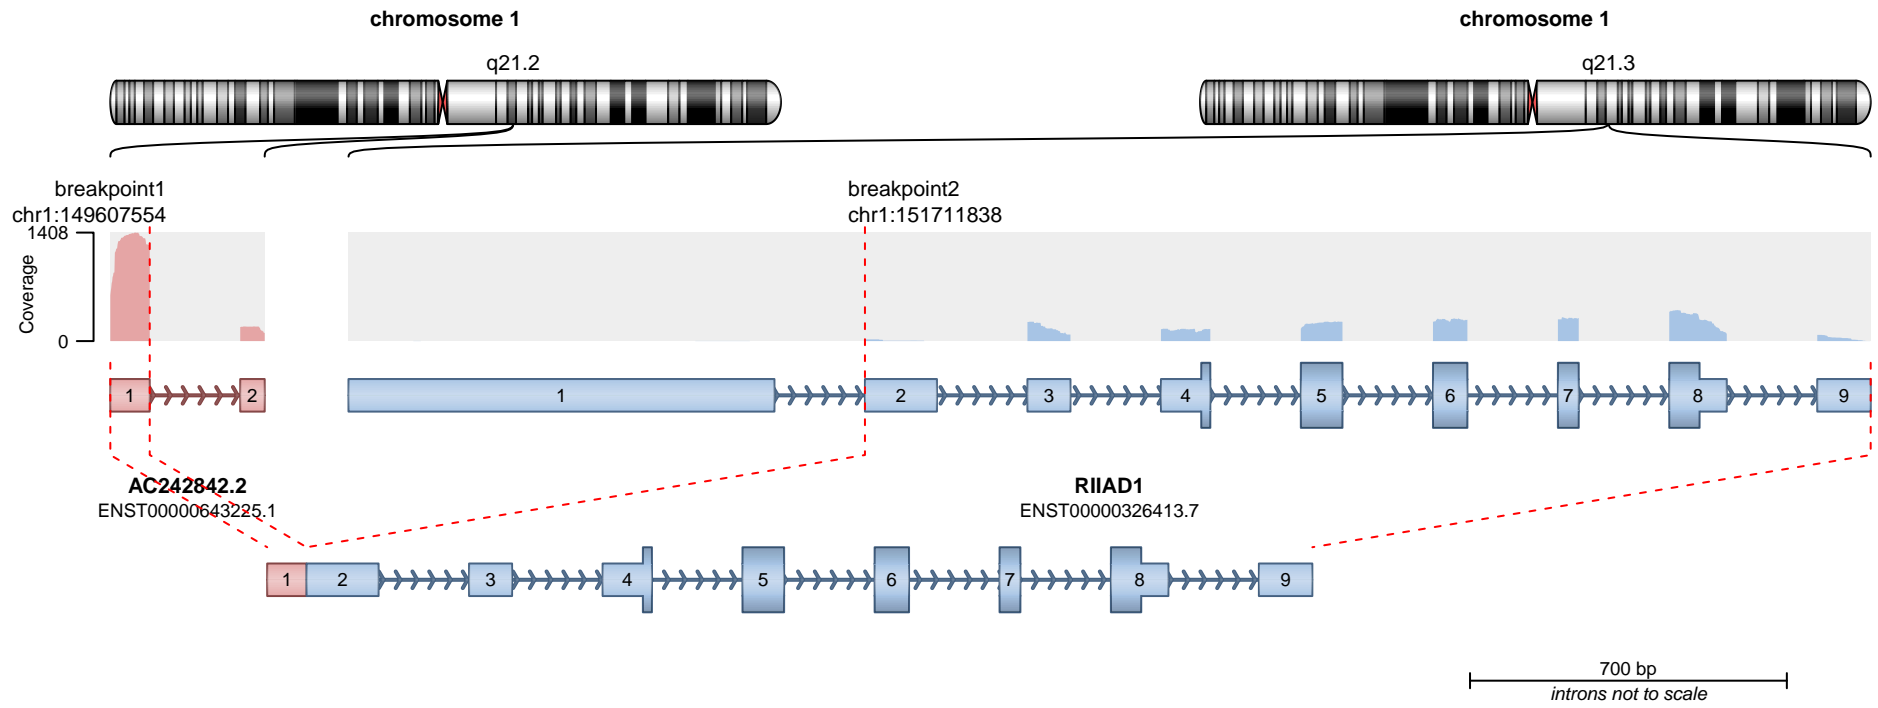 chromosome 1
chromosome 1
q21.2
q21.3
breakpoint1
chr1:149607554
breakpoint2
chr1:151711838
1408
Coverage
0
1
2
1
2
3
4
5
6
7
8
9
AC242842.2
ENST00000643225.1
RIIAD1
ENST00000326413.7
1
2
3
4
5
6
7
8
9
700 bp
introns not to scale